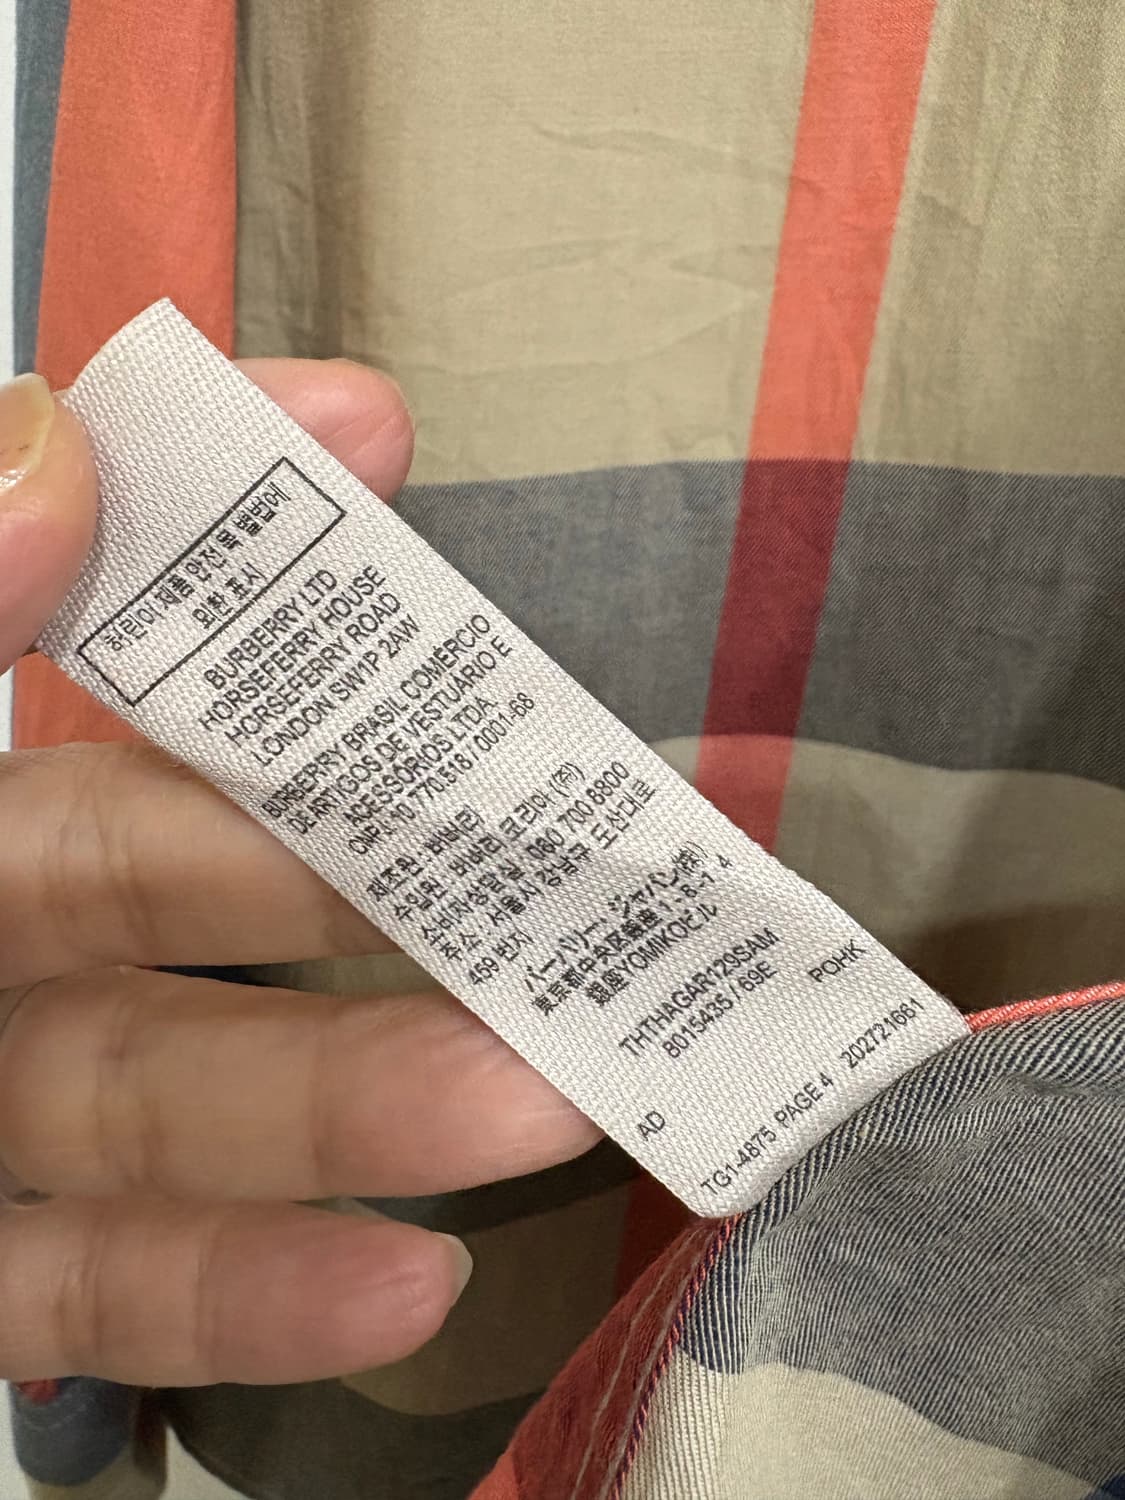 어린이 제품 안전 특별법에
의한 표시
BURBERRY LTD
HORSEFERRY HOUSE
HORSEFERRY ROAD
LONDON SW1P 2AW
BURBERRY BRASIL COMÉRCIO
DE ARTIGOS DE VESTUARIO E
ACESSÓRIOS LTDA
CNPJ: 10.770.518 / 0001-68
제조원 : 버버리
수입원 : 버버리 코리아 (주)
소비자상담실 : 080 700 8800
주소 : 서울시 강남구 도산대로
459 번지
バーバリー・ジャパン(株)
東京都中央区銀座 1 - 8 - 1 4
銀座YOMIKOビル
THTHAGAR129SAM
8015435 / 69E
POHK
AD
TG1-4875 PAGE 4 202721661